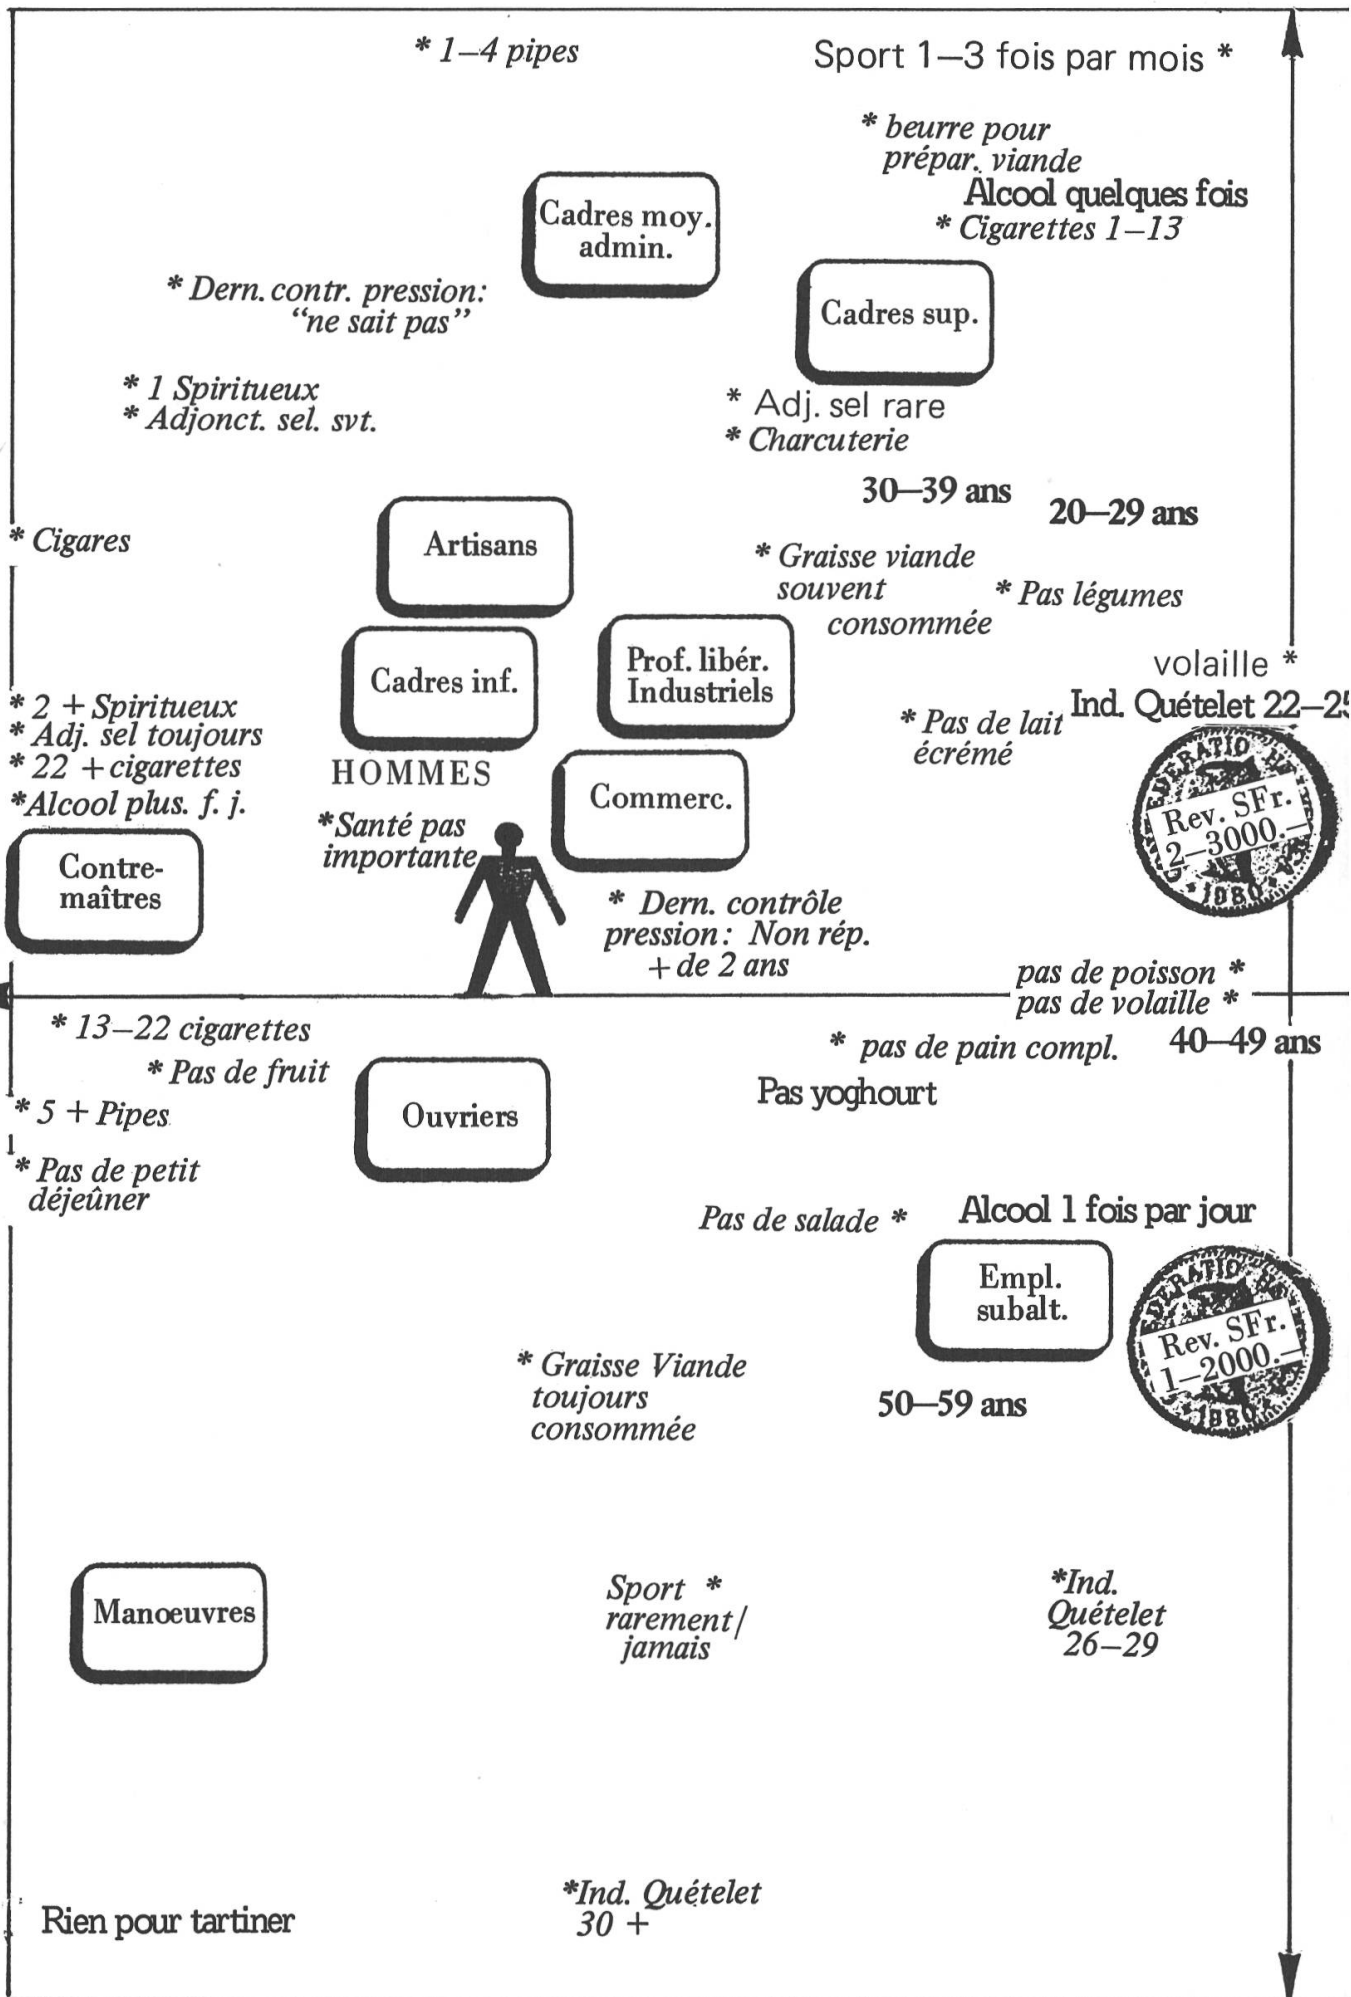 * 1–4 pipes
Sport 1–3 fois par mois *
* beurre pour
prépar. viande
Alcool quelques fois
* Cigarettes 1–13
Cadres moy.
admin.
* Dern. contr. pression:
“ne sait pas”
Cadres sup.
* 1 Spiritueux
* Adjonct. sel. svt.
* Adj. sel rare
* Charcuterie
30–39 ans
20–29 ans
* Cigares
Artisans
* Graisse viande
souvent
consommée
* Pas légumes
Cadres inf.
Prof. libér.
Industriels
volaille *
Ind. Quételet 22–25
* 2 + Spiritueux
* Adj. sel toujours
* 22 + cigarettes
*Alcool plus. f. j.
* Pas de lait
écrémé
HOMMES
Commerc.
Rev. SFr.
2–3000.–
1980
*Santé pas
importante
Contre-
maîtres
* Dern. contrôle
pression: Non rép.
+ de 2 ans
pas de poisson *
pas de volaille *
* 13–22 cigarettes
* pas de pain compl.
40–49 ans
* Pas de fruit
Pas yoghourt
* 5 + Pipes
Ouvriers
* Pas de petit
déjeûner
Pas de salade *
Alcool 1 fois par jour
Empl.
subalt.
Rev. SFr.
1–2000.–
1980
* Graisse Viande
toujours
consommée
50–59 ans
Manoeuvres
Sport *
rarement/
jamais
*Ind.
Quételet
26–29
Rien pour tartiner
*Ind. Quételet
30 +